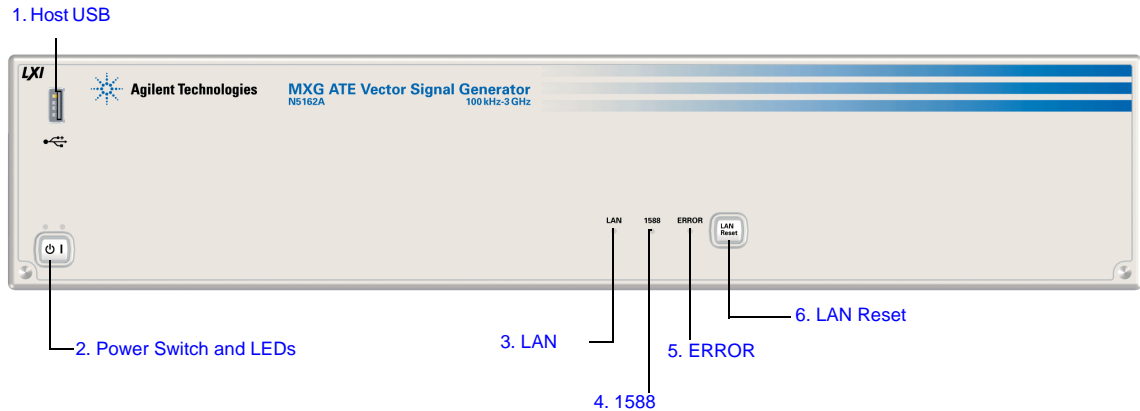 1. Host USB
LXI
Agilent Technologies
MXG ATE Vector Signal Generator
N5162A
100 kHz-3 GHz
LAN
1588
ERROR
LAN
Reset
6. LAN Reset
3. LAN
2. Power Switch and LEDs
5. ERROR
4. 1588